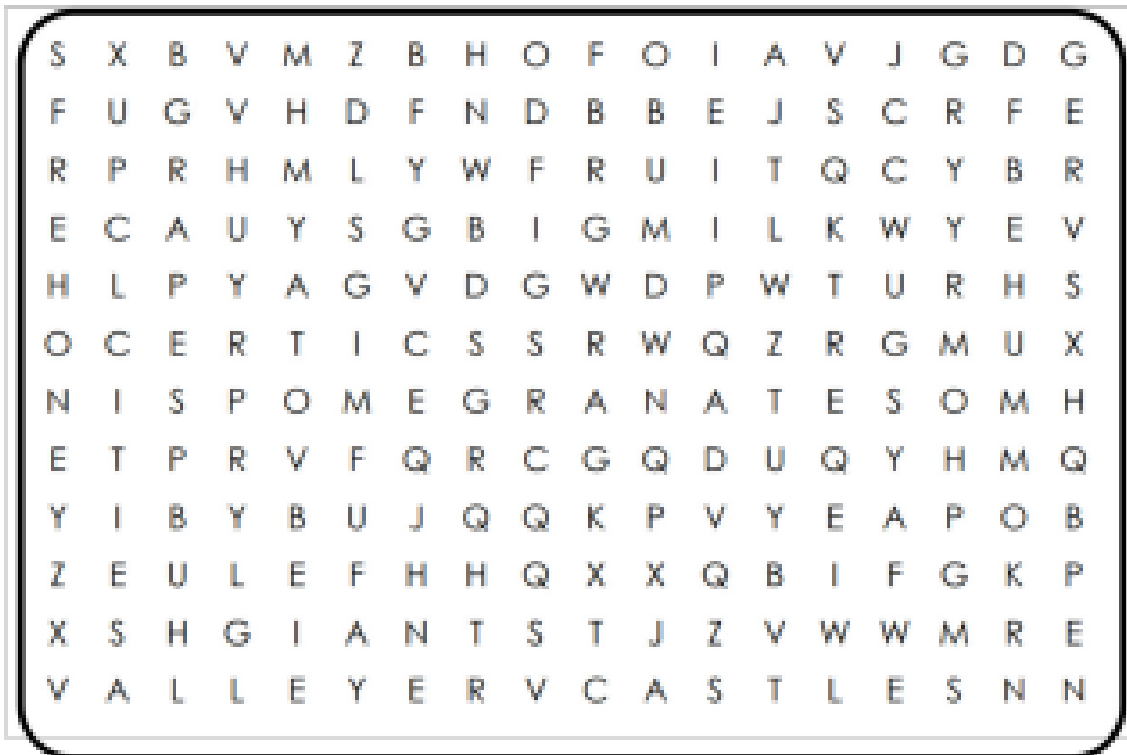 S X B V M Z B H O F O I A V J G D G
F U G V H D F N D B B E J S C R F E
R P R H M L Y W F R U I T Q C Y B R
E C A U Y S G B I G M I L K W Y E V
H L P Y A G V D G W D P W T U R H S
O C E R T I C S S R W Q Z R G M U X
N I S P O M E G R A N A T E S O M H
E T P R V F Q R C G Q D U Q Y H M Q
Y I B Y B U J Q Q K P V Y E A P O B
Z E U L E F H H Q X X Q B I F G K P
X S H G I A N T S T J Z V W W M R E
V A L L E Y E R V C A S T L E S N N